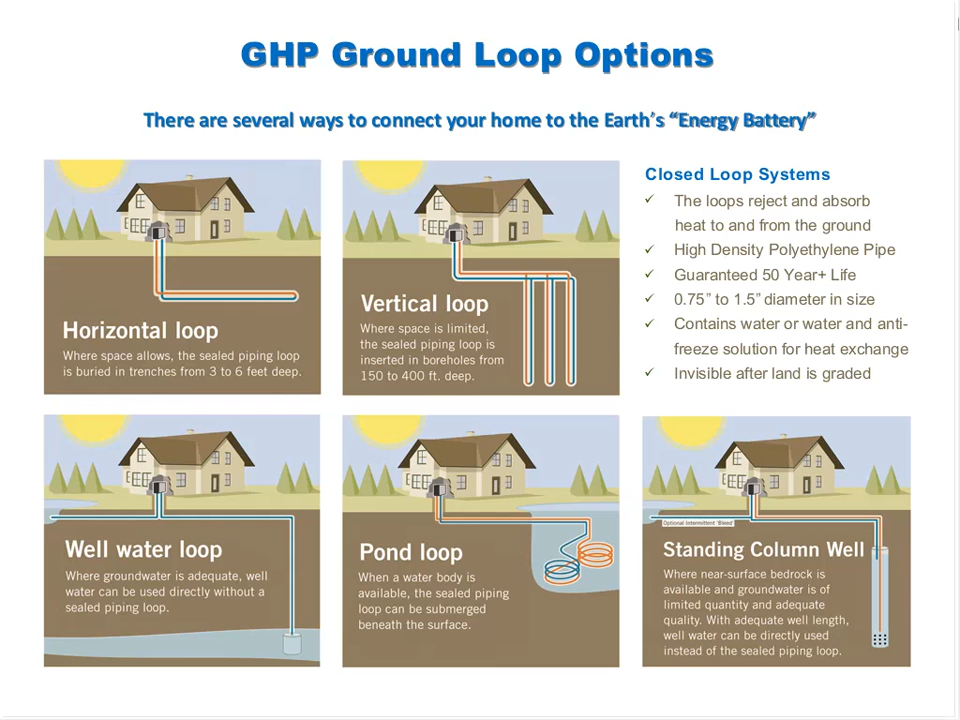 GHP Ground Loop Options
There are several ways to connect your home to the Earth's “Energy Battery”
Horizontal loop
Where space allows, the sealed piping loop
is buried in trenches from 3 to 6 feet deep.
Vertical loop
Where space is limited,
the sealed piping loop is
inserted in boreholes from
150 to 400 ft. deep.
Closed Loop Systems
✓ The loops reject and absorb
heat to and from the ground
✓ High Density Polyethylene Pipe
✓ Guaranteed 50 Year+ Life
✓ 0.75” to 1.5” diameter in size
✓ Contains water or water and anti-
freeze solution for heat exchange
✓ Invisible after land is graded
Well water loop
Where groundwater is adequate, well
water can be used directly without a
sealed piping loop.
Pond loop
When a water body is
available, the sealed piping
loop can be submerged
beneath the surface.
Optional Intermittent 'Bleed'
Standing Column Well
Where near-surface bedrock is
available and groundwater is of
limited quantity and adequate
quality. With adequate well length,
well water can be directly used
instead of the sealed piping loop.